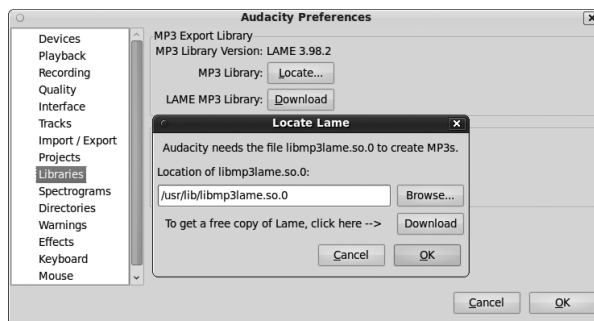 Audacity Preferences
Devices
Playback
Recording
Quality
Interface
Tracks
Import / Export
Projects
Libraries
Spectrograms
Directories
Warnings
Effects
Keyboard
Mouse
MP3 Export Library
MP3 Library Version: LAME 3.98.2
MP3 Library: Locate...
LAME MP3 Library: Download
Locate Lame
Audacity needs the file libmp3lame.so.0 to create MP3s.
Location of libmp3lame.so.0:
/usr/lib/libmp3lame.so.0 Browse...
To get a free copy of Lame, click here --> Download
Cancel OK
Cancel OK